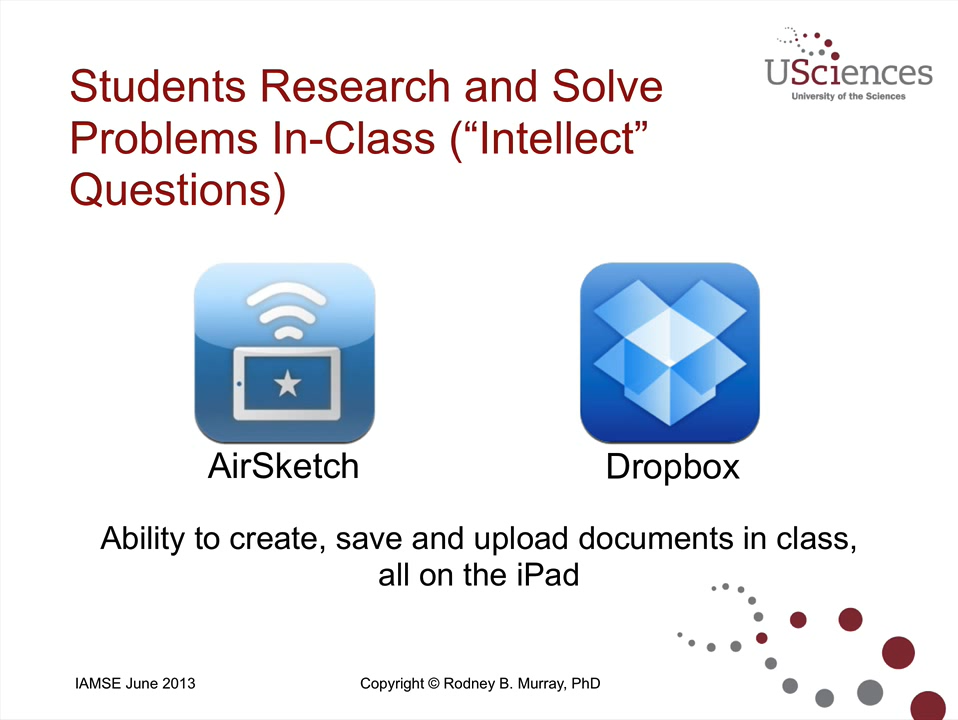 USciences
University of the Sciences
Students Research and Solve
Problems In-Class (“Intellect”
Questions)
AirSketch
Dropbox
Ability to create, save and upload documents in class,
all on the iPad
IAMSE June 2013
Copyright © Rodney B. Murray, PhD